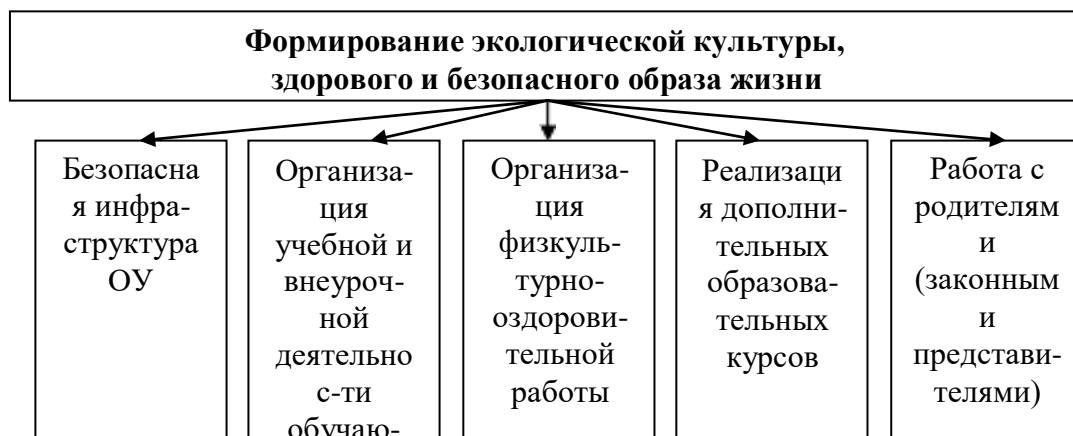 Формирование экологической культуры,
здорового и безопасного образа жизни
Безопасна
я инфра-
структура
ОУ
Организа-
ция
учебной и
внеуроч-
ной
деятельно
с-ти
обучаю-
Организа-
ция
физкуль-
турно-
оздорови-
тельной
работы
Реализаци
я дополни-
тельных
образова-
тельных
курсов
Работа с
родителям
и
(законным
и
представи-
телями)